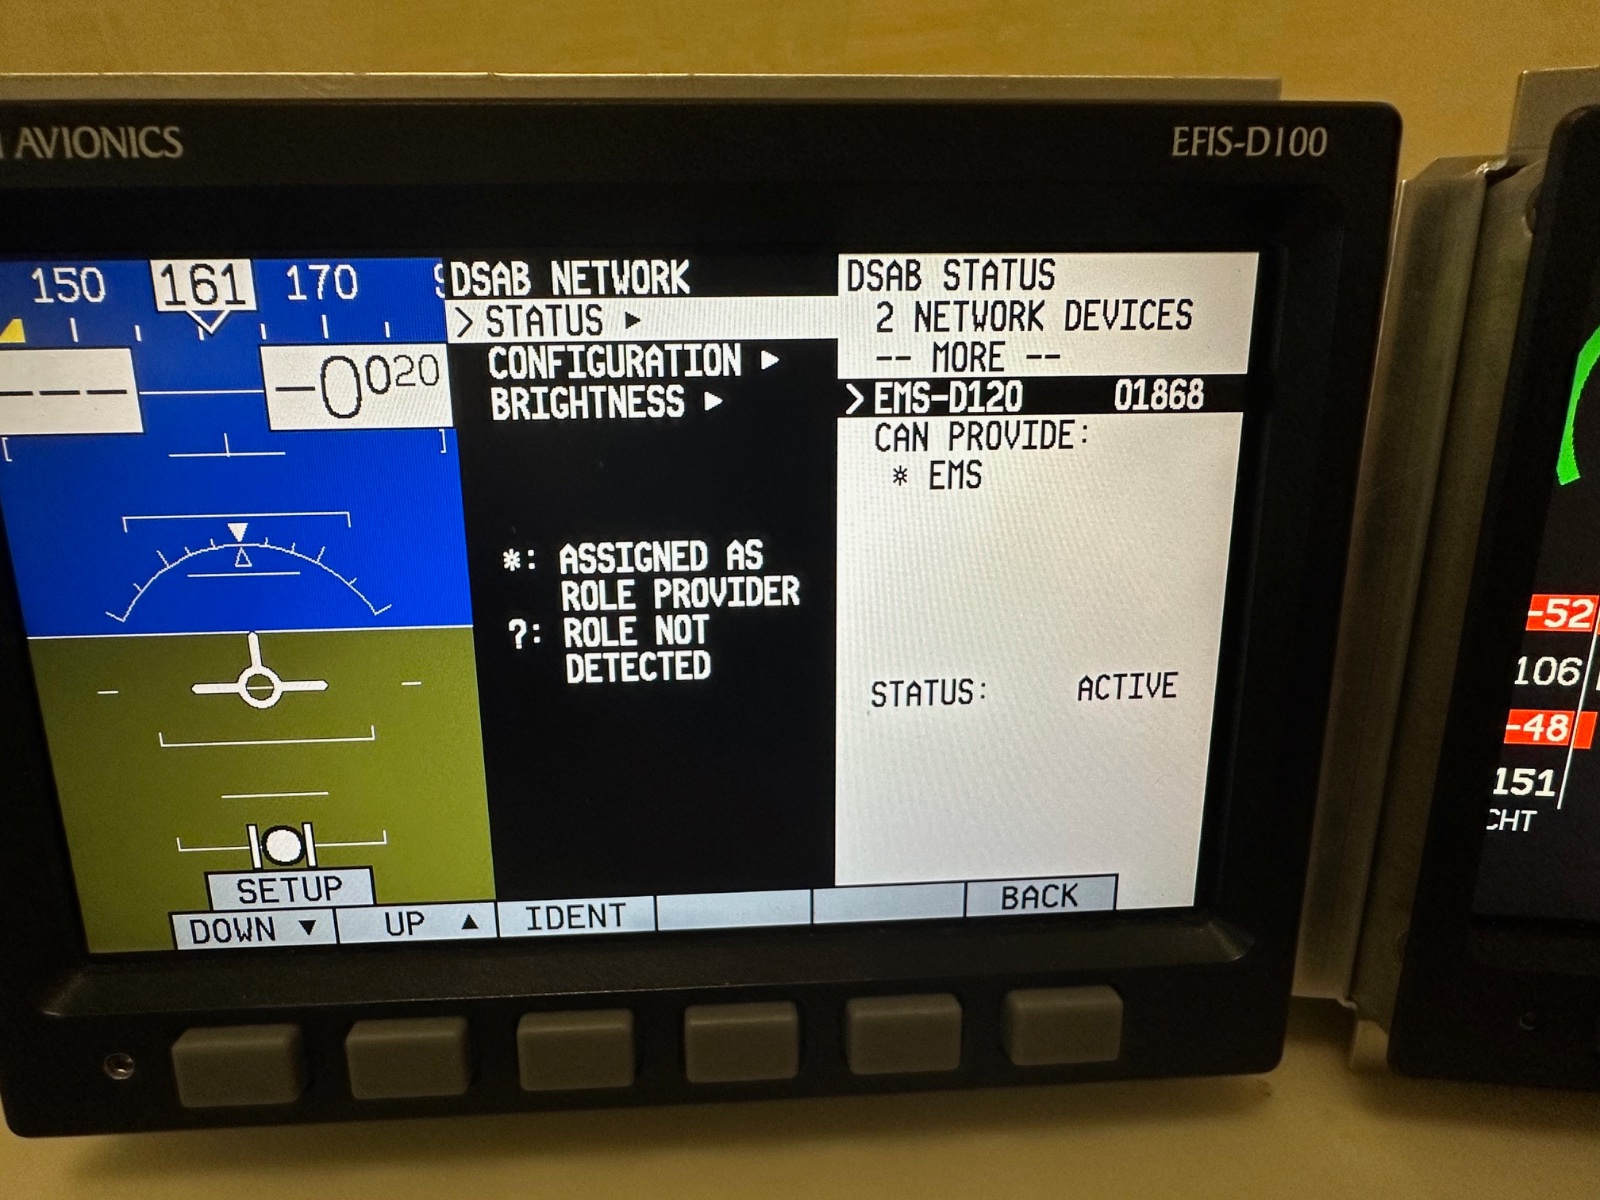 AVIONICS
EFIS-D100
150 161 170
DSAB NETWORK
> STATUS ▶
CONFIGURATION ▶
BRIGHTNESS ▶
DSAB STATUS
2 NETWORK DEVICES
-- MORE --
>EMS-D120 01868
CAN PROVIDE:
* EMS
STATUS: ACTIVE
---
-0020
*: ASSIGNED AS
ROLE PROVIDER
?: ROLE NOT
DETECTED
SETUP
DOWN ▼ UP ▲ IDENT BACK
-52
106
-48
151
CHT